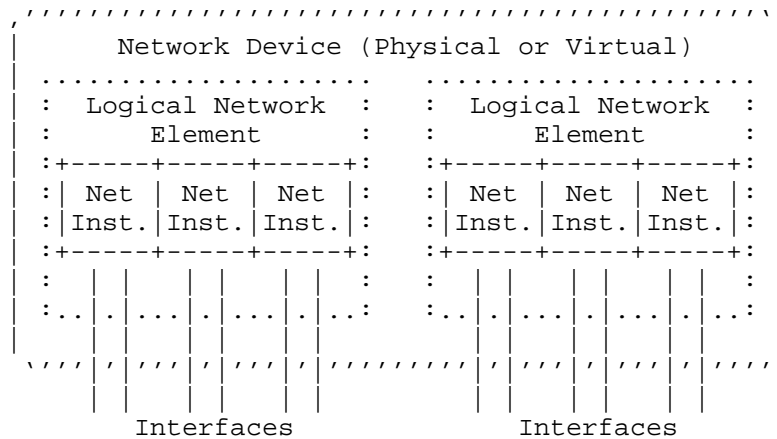 Network Device (Physical or Virtual)
Logical Network Logical Network
Element Element
Net Net Net Net Net Net
Inst. Inst. Inst. Inst. Inst. Inst.
Interfaces Interfaces